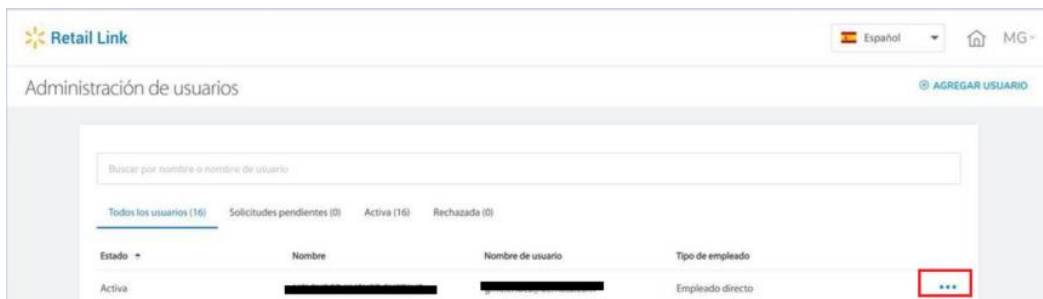 Retail Link
Español
MG
Administración de usuarios
AGREGAR USUARIO
Buscar por nombre o nombre de usuario
Todos los usuarios (16) Solicitudes pendientes (0) Activa (16) Rechazada (0)
Estado Nombre Nombre de usuario Tipo de empleado
Activa Empleado directo